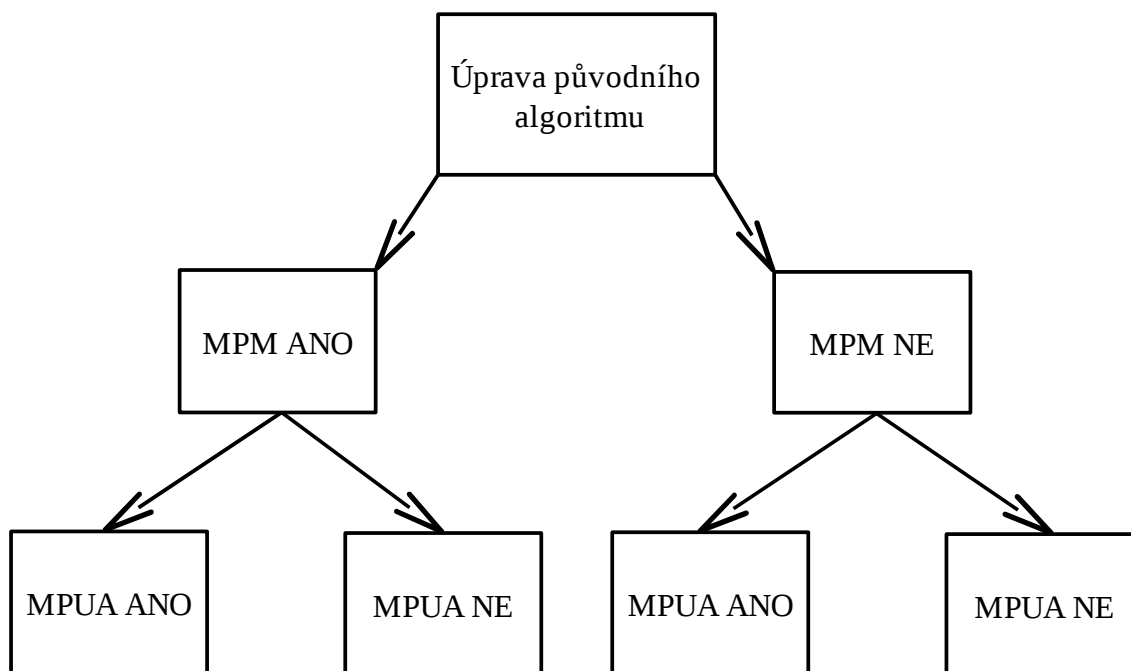 Úprava původního
algoritmu
MPM ANO
MPM NE
MPUA ANO
MPUA NE
MPUA ANO
MPUA NE